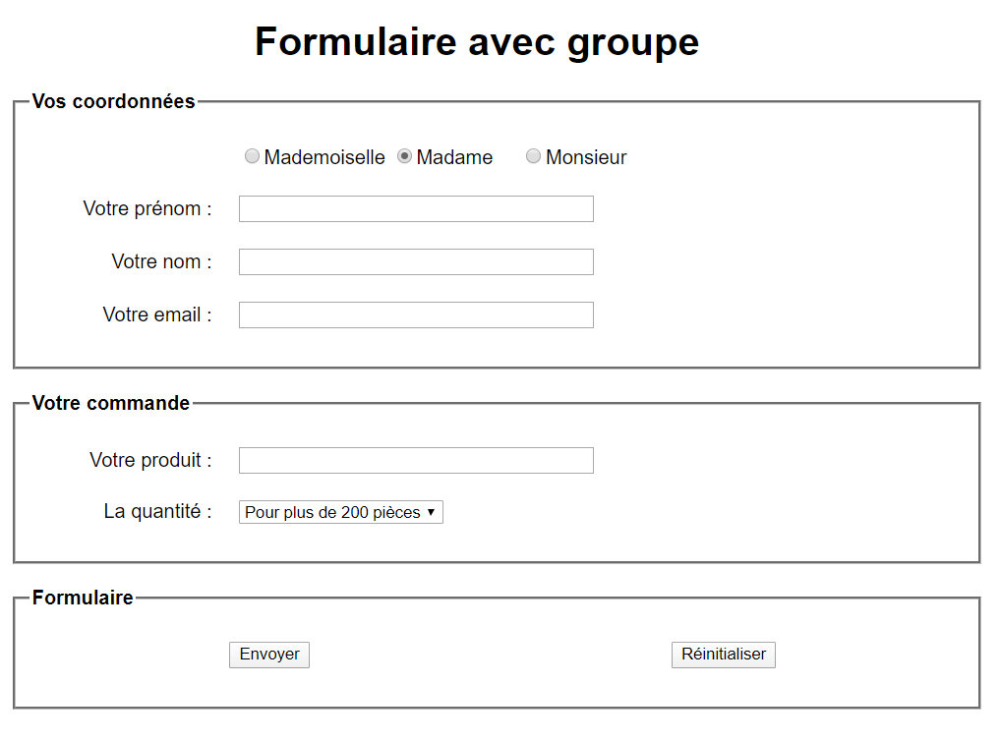 Formulaire avec groupe
Vos coordonnées
Mademoiselle Madame Monsieur
Votre prénom :
Votre nom :
Votre email :
Votre commande
Votre produit :
La quantité : Pour plus de 200 pièces
Formulaire
Envoyer Réinitialiser